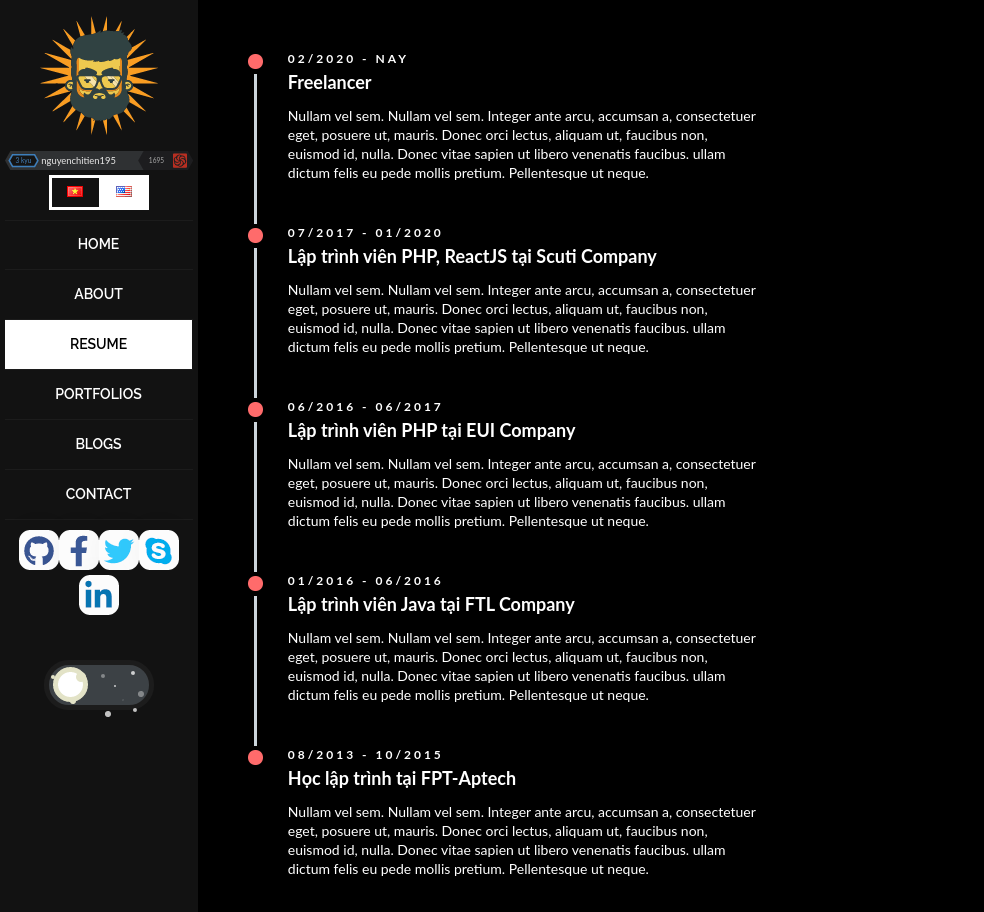 3 kyu nguyenchitien195 1695
HOME
ABOUT
RESUME
PORTFOLIOS
BLOGS
CONTACT
02/2020 - NAY
Freelancer
Nullam vel sem. Nullam vel sem. Integer ante arcu, accumsan a, consectetuer
eget, posuere ut, mauris. Donec orci lectus, aliquam ut, faucibus non,
euismod id, nulla. Donec vitae sapien ut libero venenatis faucibus. ullam
dictum felis eu pede mollis pretium. Pellentesque ut neque.
07/2017 - 01/2020
Lập trình viên PHP, ReactJS tại Scuti Company
Nullam vel sem. Nullam vel sem. Integer ante arcu, accumsan a, consectetuer
eget, posuere ut, mauris. Donec orci lectus, aliquam ut, faucibus non,
euismod id, nulla. Donec vitae sapien ut libero venenatis faucibus. ullam
dictum felis eu pede mollis pretium. Pellentesque ut neque.
06/2016 - 06/2017
Lập trình viên PHP tại EUI Company
Nullam vel sem. Nullam vel sem. Integer ante arcu, accumsan a, consectetuer
eget, posuere ut, mauris. Donec orci lectus, aliquam ut, faucibus non,
euismod id, nulla. Donec vitae sapien ut libero venenatis faucibus. ullam
dictum felis eu pede mollis pretium. Pellentesque ut neque.
01/2016 - 06/2016
Lập trình viên Java tại FTL Company
Nullam vel sem. Nullam vel sem. Integer ante arcu, accumsan a, consectetuer
eget, posuere ut, mauris. Donec orci lectus, aliquam ut, faucibus non,
euismod id, nulla. Donec vitae sapien ut libero venenatis faucibus. ullam
dictum felis eu pede mollis pretium. Pellentesque ut neque.
08/2013 - 10/2015
Học lập trình tại FPT-Aptech
Nullam vel sem. Nullam vel sem. Integer ante arcu, accumsan a, consectetuer
eget, posuere ut, mauris. Donec orci lectus, aliquam ut, faucibus non,
euismod id, nulla. Donec vitae sapien ut libero venenatis faucibus. ullam
dictum felis eu pede mollis pretium. Pellentesque ut neque.